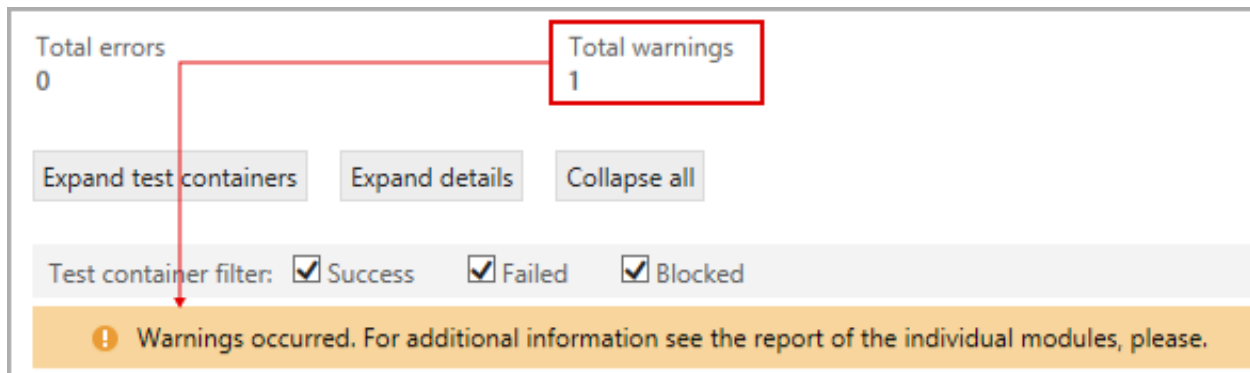 Total errors
Total warnings
0
1
Expand test containers
Expand details
Collapse all
Test container filter: Success Failed Blocked
Warnings occurred. For additional information see the report of the individual modules, please.